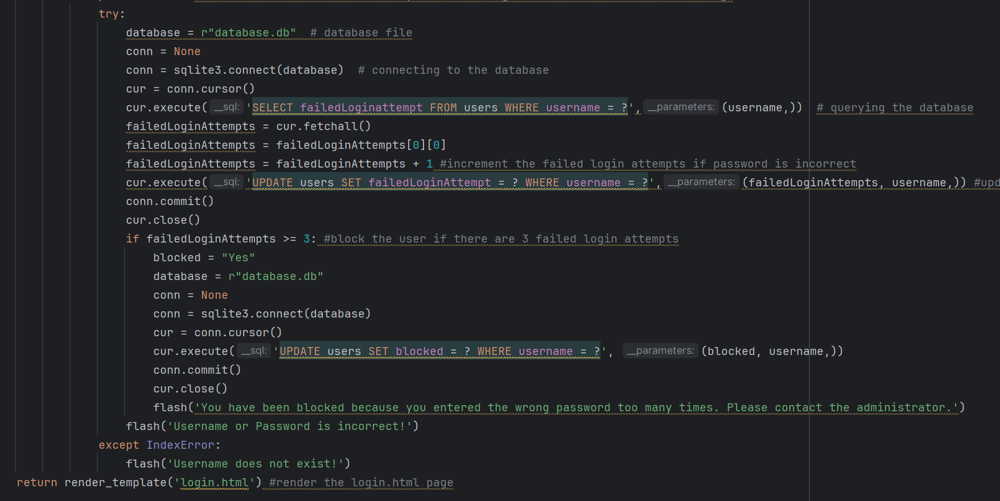 try:
database = r"database.db"  # database file
conn = None
conn = sqlite3.connect(database)  # connecting to the database
cur = conn.cursor()
cur.execute( __sql: 'SELECT failedLoginattempt FROM users WHERE username = ?', __parameters: (username,))  # querying the database
failedLoginAttempts = cur.fetchall()
failedLoginAttempts = failedLoginAttempts[0][0]
failedLoginAttempts = failedLoginAttempts + 1 #increment the failed login attempts if password is incorrect
cur.execute( __sql: 'UPDATE users SET failedLoginAttempt = ? WHERE username = ?', __parameters: (failedLoginAttempts, username,)) #upd
conn.commit()
cur.close()
if failedLoginAttempts >= 3: #block the user if there are 3 failed login attempts
blocked = "Yes"
database = r"database.db"
conn = None
conn = sqlite3.connect(database)
cur = conn.cursor()
cur.execute( __sql: 'UPDATE users SET blocked = ? WHERE username = ?', __parameters: (blocked, username,))
conn.commit()
cur.close()
flash('You have been blocked because you entered the wrong password too many times. Please contact the administrator.')
flash('Username or Password is incorrect!')
except IndexError:
flash('Username does not exist!')
return render_template('login.html') #render the login.html page